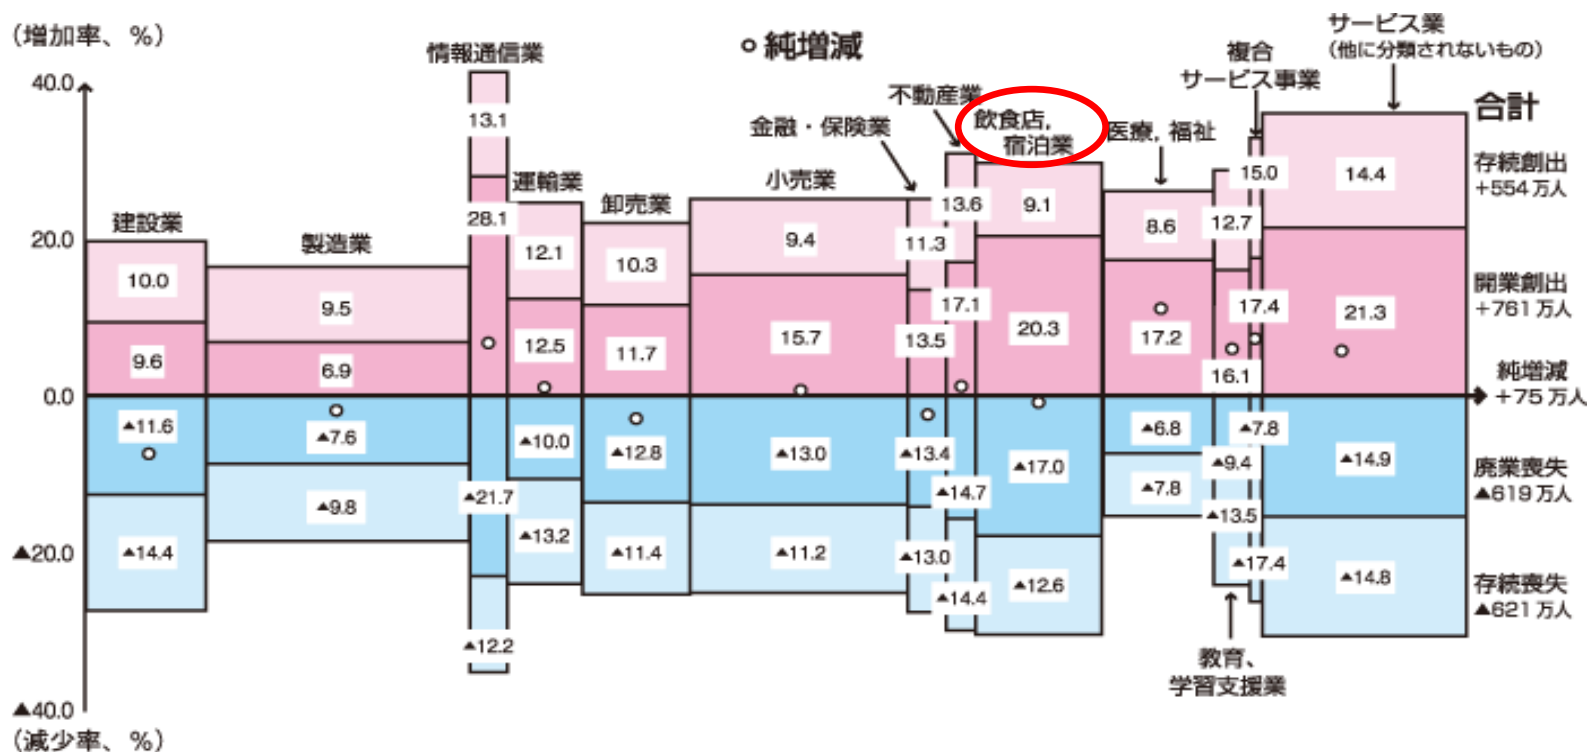 (増加率、%)
○純増減
情報通信業
複合
サービス事業
サービス業
(他に分類されないもの)
不動産業
飲食店,
宿泊業
金融・保険業
医療, 福祉
合計
建設業
製造業
運輸業
卸売業
小売業
40.0
20.0
0.0
▲20.0
▲40.0
(減少率、%)
10.0
9.6
▲11.6
▲14.4
9.5
6.9
▲7.6
▲9.8
13.1
28.1
▲21.7
▲12.2
12.1
12.5
▲10.0
▲13.2
10.3
11.7
▲12.8
▲11.4
9.4
15.7
▲13.0
▲11.2
11.3
13.5
▲13.4
▲13.0
13.6
17.1
▲14.7
▲14.4
9.1
20.3
▲17.0
▲12.6
8.6
17.2
▲6.8
▲7.8
12.7
16.1
▲9.4
▲13.5
15.0
17.4
▲7.8
▲17.4
14.4
21.3
▲14.9
▲14.8
教育、
学習支援業
存続創出
+554万人
開業創出
+761万人
純増減
+75万人
廃業喪失
▲619万人
存続喪失
▲621万人